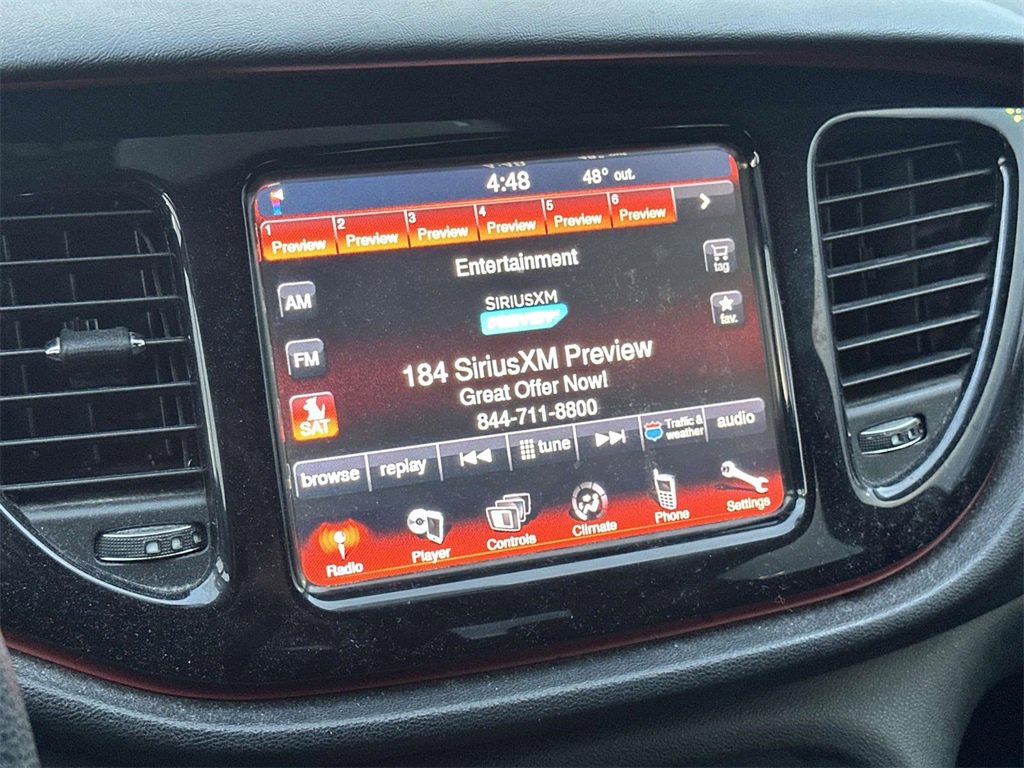 4:48
48° out.
1 Preview
2 Preview
3 Preview
4 Preview
5 Preview
6 Preview
Entertainment
tag
AM
SIRIUSXM
PREVIEW
fav.
FM
184 SiriusXM Preview
Great Offer Now!
SAT
844-711-8800
browse
replay
tune
Traffic &
weather
audio
Radio
Player
Controls
Climate
Phone
Settings